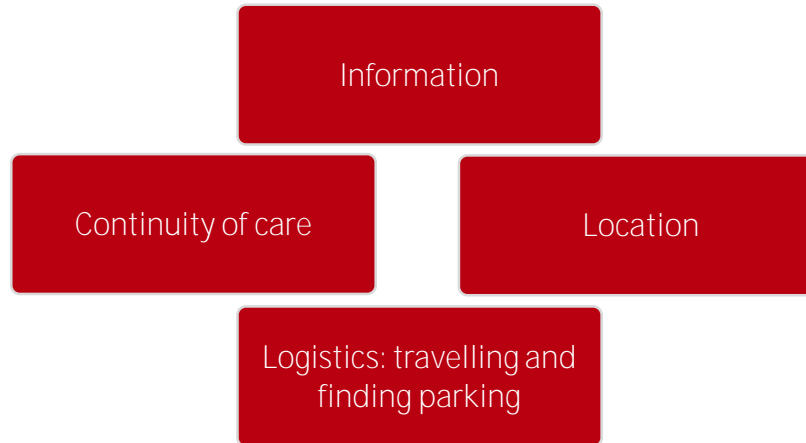 Information
Continuity of care
Location
Logistics: travelling and
finding parking